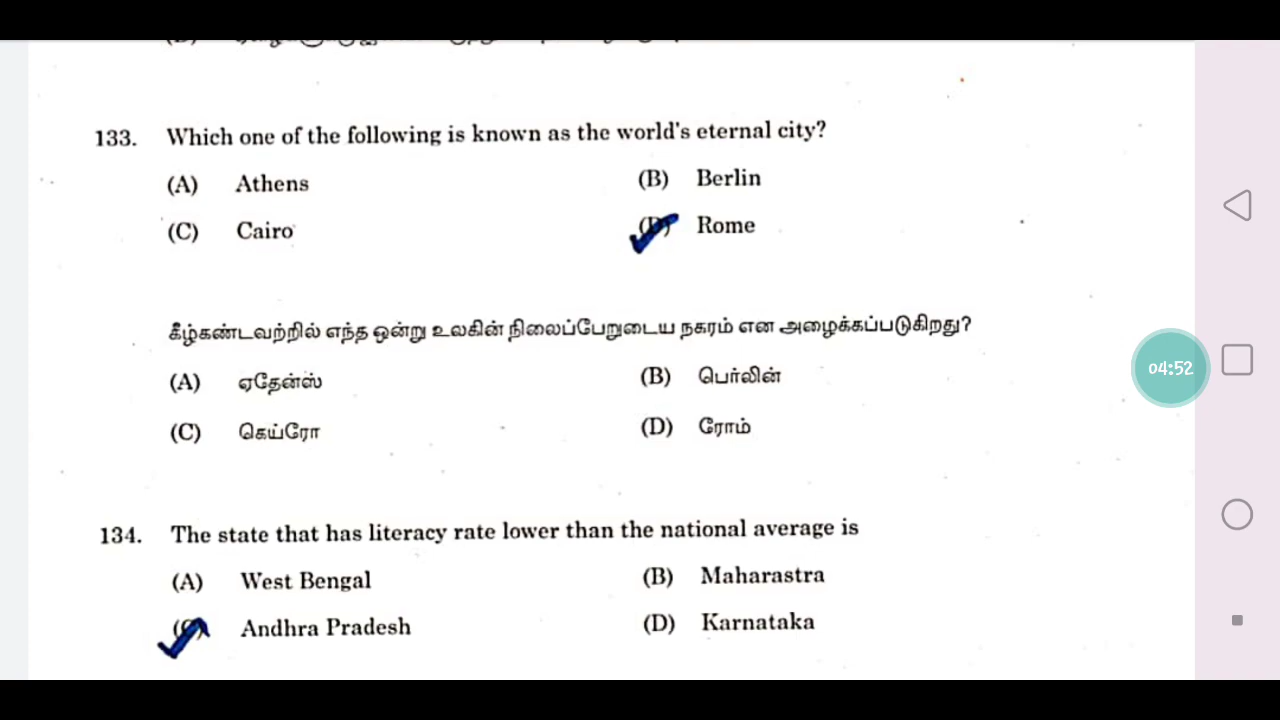 133. Which one of the following is known as the world's eternal city?
(A) Athens (B) Berlin
(C) Cairo Rome
கீழ்கண்டவற்றில் எந்த ஒன்று உலகின் நிலைப்பேறுடைய நகரம் என அழைக்கப்படுகிறது?
(A) ஏதேன்ஸ் (B) பெர்லின்
(C) கெய்ரோ (D) ரோம்
04:52
134. The state that has literacy rate lower than the national average is
(A) West Bengal (B) Maharastra
Andhra Pradesh (D) Karnataka